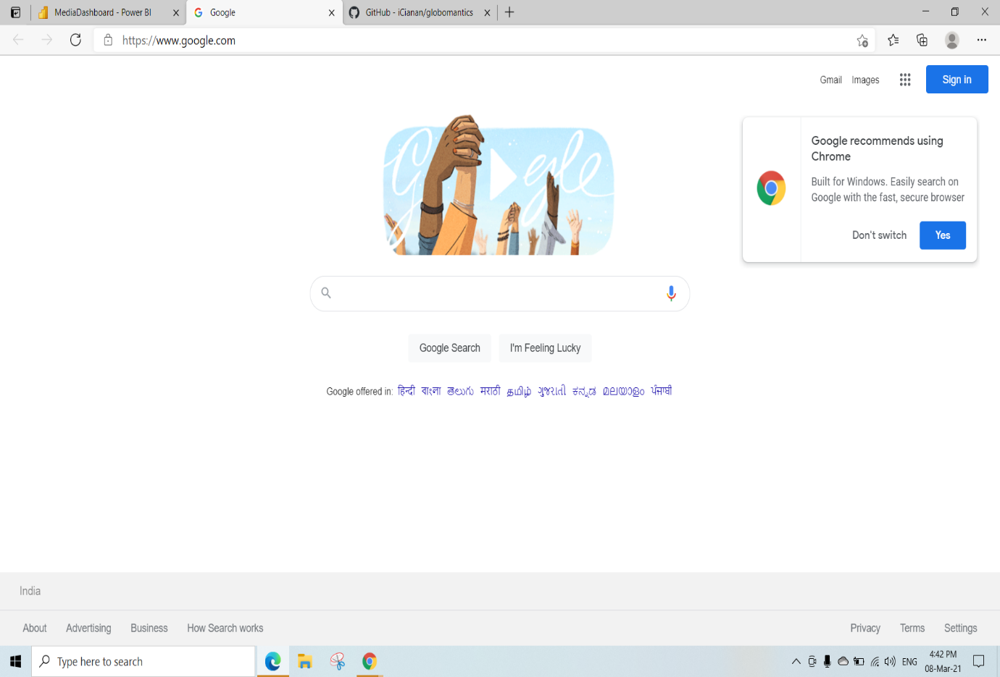 MediaDashboard - Power BI
Google
GitHub - iCianan/globomantics
https://www.google.com
Gmail Images
Sign in
Google
Google recommends using
Chrome
Built for Windows. Easily search on
Google with the fast, secure browser
Don't switch
Yes
Google Search
I'm Feeling Lucky
Google offered in: हिन्दी বাংলা తెలుగు मराठी தமிழ் ગુજરાતી ಕನ್ನಡ മലയാളം ਪੰਜਾਬੀ
India
About Advertising Business How Search works
Privacy Terms Settings
Type here to search
ENG
4:42 PM
08-Mar-21